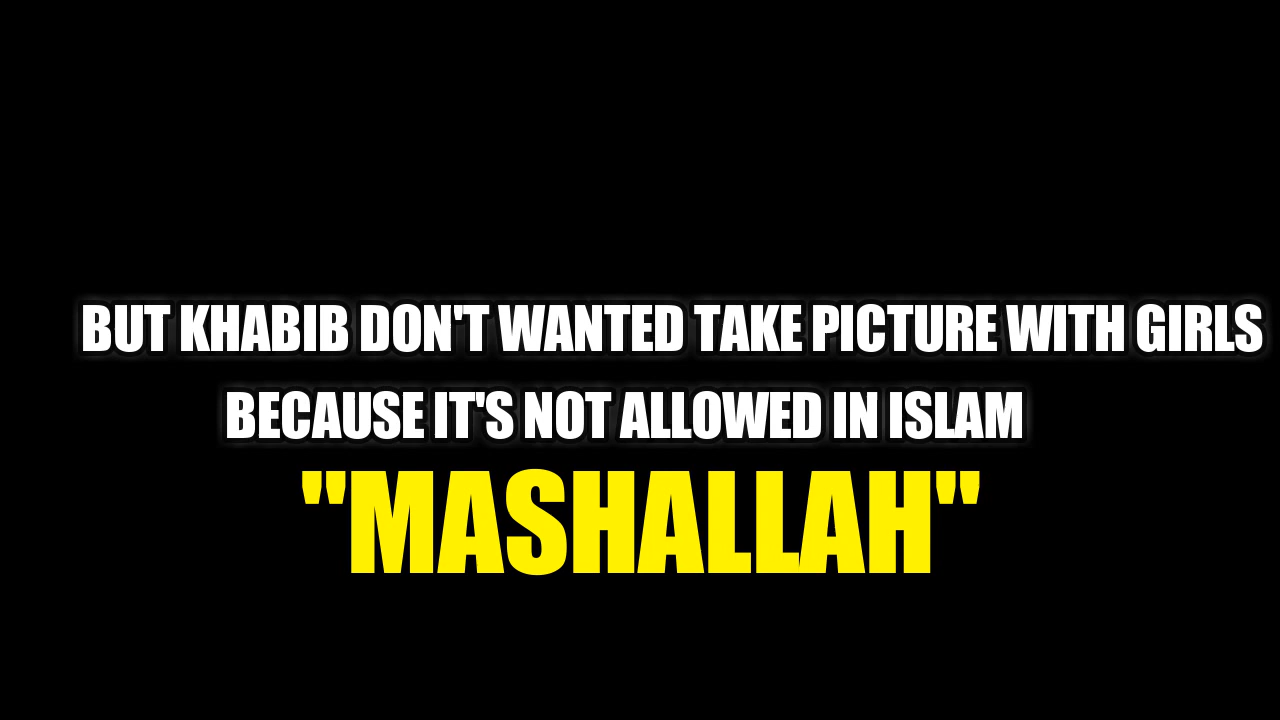 BUT KHABIB DON'T WANTED TAKE PICTURE WITH GIRLS
BECAUSE IT'S NOT ALLOWED IN ISLAM
"MASHALLAH"